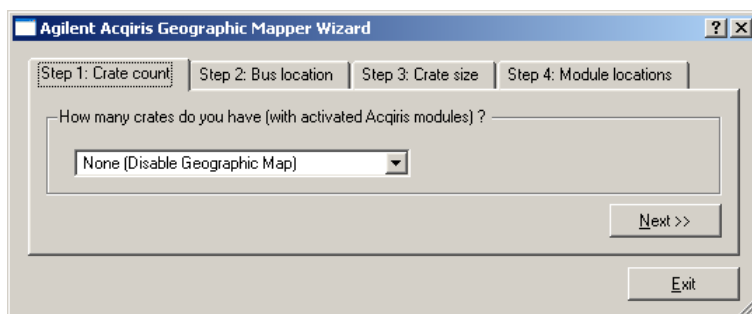 Agilent Acqiris Geographic Mapper Wizard
Step 1: Crate count
Step 2: Bus location
Step 3: Crate size
Step 4: Module locations
How many crates do you have (with activated Acqiris modules) ?
None (Disable Geographic Map)
Next >>
Exit